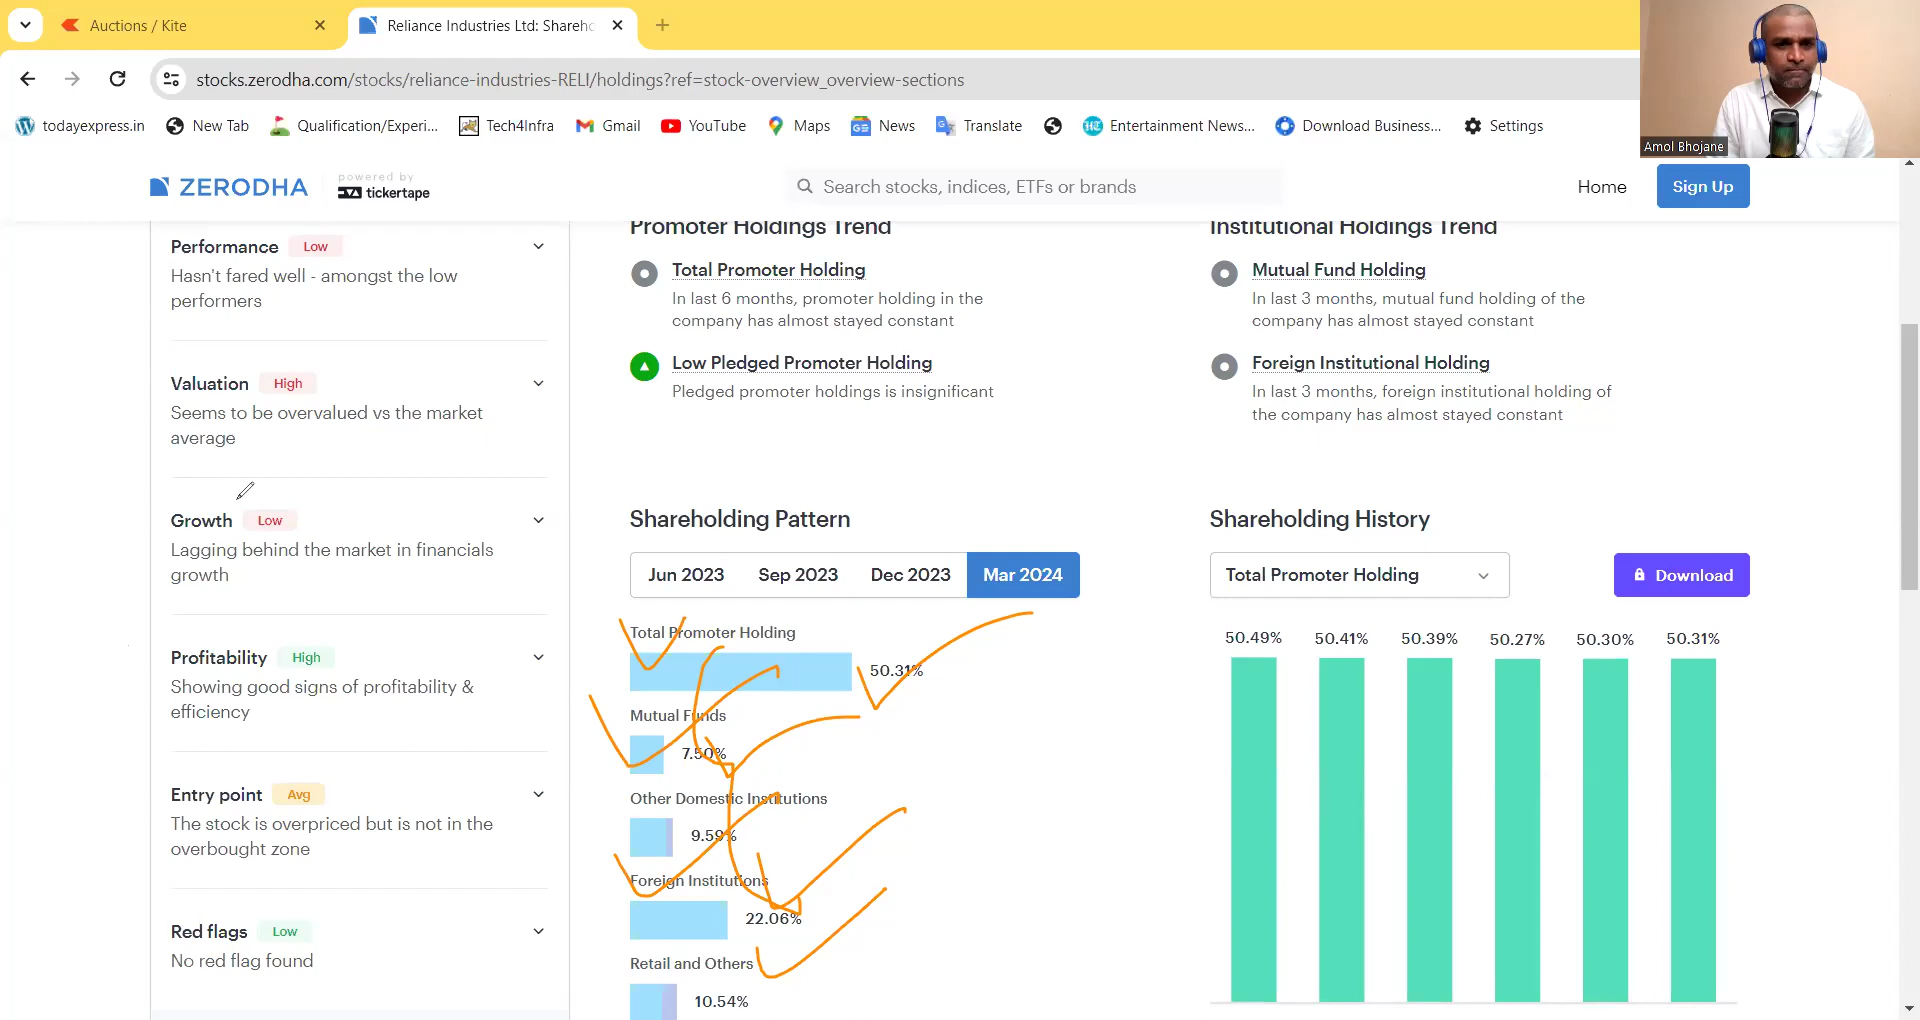 Auctions / Kite
Reliance Industries Ltd: Shareho
stocks.zerodha.com/stocks/reliance-industries-RELI/holdings?ref=stock-overview_overview-sections
todayexpress.in
New Tab
Qualification/Experi...
Tech4Infra
Gmail
YouTube
Maps
News
Translate
Entertainment News...
Download Business...
Settings
Amol Bhojane
ZERODHA
powered by
tickertape
Search stocks, indices, ETFs or brands
Home
Sign Up
Performance Low
Hasn't fared well - amongst the low
performers
Valuation High
Seems to be overvalued vs the market
average
Growth Low
Lagging behind the market in financials
growth
Profitability High
Showing good signs of profitability &
efficiency
Entry point Avg
The stock is overpriced but is not in the
overbought zone
Red flags Low
No red flag found
Promoter Holdings Trend
Total Promoter Holding
In last 6 months, promoter holding in the
company has almost stayed constant
Low Pledged Promoter Holding
Pledged promoter holdings is insignificant
Institutional Holdings Trend
Mutual Fund Holding
In last 3 months, mutual fund holding of the
company has almost stayed constant
Foreign Institutional Holding
In last 3 months, foreign institutional holding of
the company has almost stayed constant
Shareholding Pattern
Jun 2023 Sep 2023 Dec 2023 Mar 2024
Total Promoter Holding
50.31%
Mutual Funds
7.50%
Other Domestic Institutions
9.59%
Foreign Institutions
22.06%
Retail and Others
10.54%
Shareholding History
Total Promoter Holding
Download
50.49% 50.41% 50.39% 50.27% 50.30% 50.31%